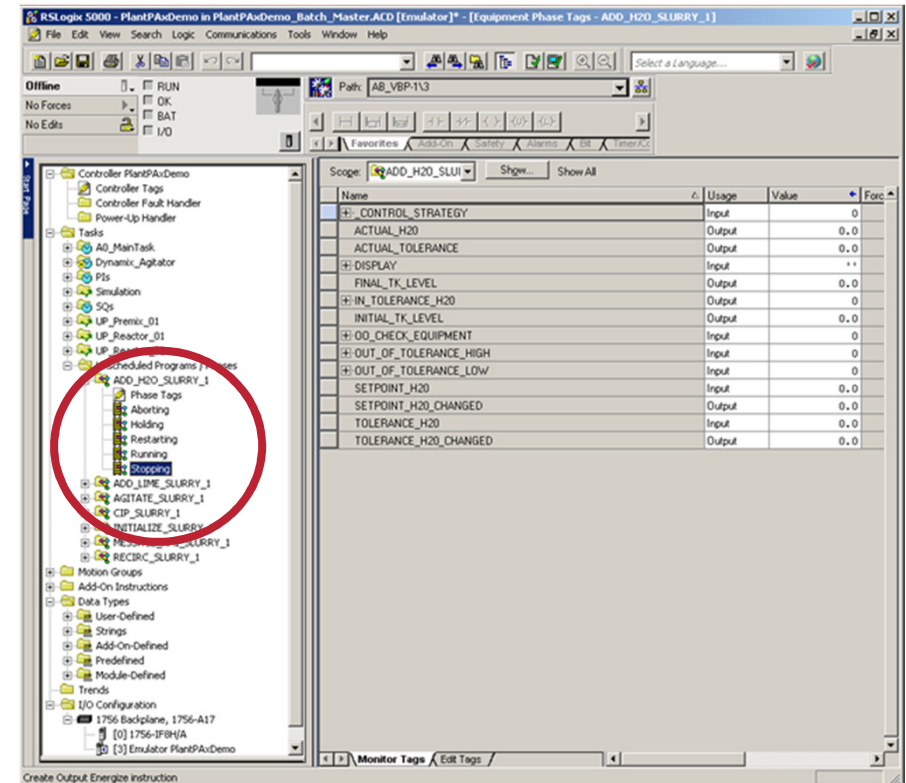 RSLogix 5000 - PlantPAxDemo in PlantPAxDemo_Batch_Master.ACD [Emulator]* - [Equipment Phase Tags - ADD_H2O_SLURRY_1]
File Edit View Search Logic Communications Tools Window Help
Select a Language...
Offline RUN
No Forces OK
No Edits BAT
I/O
Path: AB_VBP-1\3
Favorites Add-On Safety Alarms Bit
Start Page
Controller PlantPAxDemo
Controller Tags
Controller Fault Handler
Power-Up Handler
Tasks
A0_MainTask
Dynamix_Agitator
PIs
Simulation
SQs
UP_Premix_01
UP_Reactor_01
ADD_H2O_SLURRY_1
Phase Tags
Aborting
Holding
Restarting
Running
Stopping
ADD_LIME_SLURRY_1
AGITATE_SLURRY_1
CIP_SLURRY_1
RECIRC_SLURRY_1
Motion Groups
Add-On Instructions
Data Types
User-Defined
Strings
Add-On-Defined
Predefined
Module-Defined
Trends
I/O Configuration
1756 Backplane, 1756-A17
[0] 1756-IF8H/A
[3] Emulator PlantPAxDemo
Scope: ADD_H2O_SLUI Show... Show All
Name Usage Value Forc
_CONTROL_STRATEGY Input 0
ACTUAL_H20 Output 0.0
ACTUAL_TOLERANCE Output 0.0
DISPLAY Input ''
FINAL_TK_LEVEL Output 0.0
IN_TOLERANCE_H20 Input 0
INITIAL_TK_LEVEL Output 0.0
OO_CHECK_EQUIPMENT Input 0
OUT_OF_TOLERANCE_HIGH Input 0
OUT_OF_TOLERANCE_LOW Input 0
SETPOINT_H20 Input 0.0
SETPOINT_H20_CHANGED Output 0.0
TOLERANCE_H20 Input 0.0
TOLERANCE_H20_CHANGED Output 0.0
Monitor Tags Edit Tags
Create Output Energize instruction